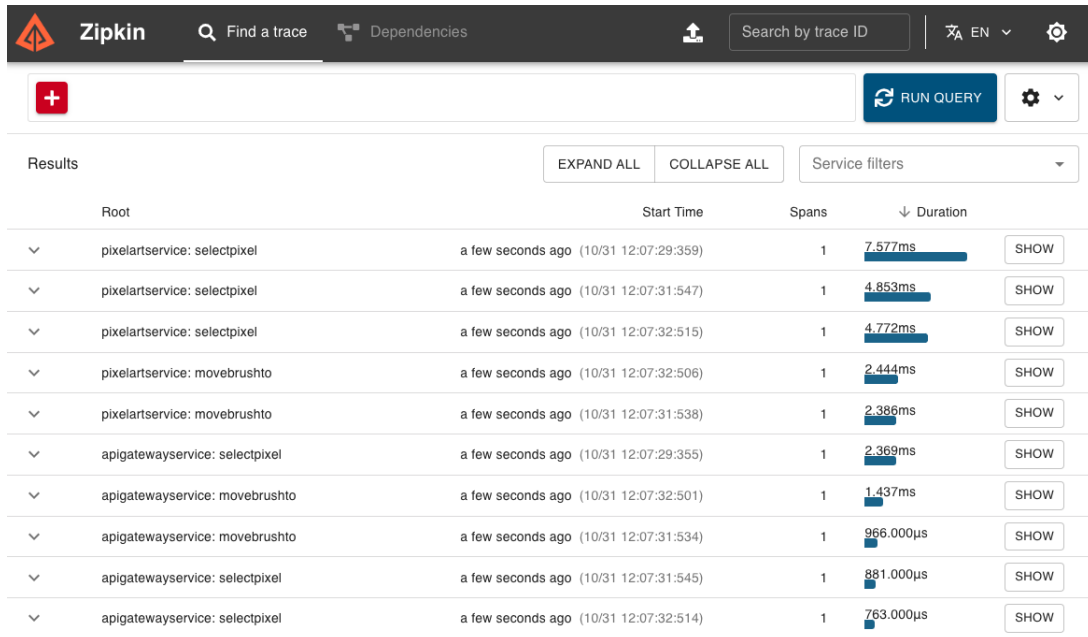 Zipkin Find a trace Dependencies Search by trace ID EN
RUN QUERY
Results EXPAND ALL COLLAPSE ALL Service filters
Root Start Time Spans Duration
pixelartservice: selectpixel a few seconds ago (10/31 12:07:29:359) 1 7.577ms SHOW
pixelartservice: selectpixel a few seconds ago (10/31 12:07:31:547) 1 4.853ms SHOW
pixelartservice: selectpixel a few seconds ago (10/31 12:07:32:515) 1 4.772ms SHOW
pixelartservice: movebrushto a few seconds ago (10/31 12:07:32:506) 1 2.444ms SHOW
pixelartservice: movebrushto a few seconds ago (10/31 12:07:31:538) 1 2.386ms SHOW
apigatewayservice: selectpixel a few seconds ago (10/31 12:07:29:355) 1 2.369ms SHOW
apigatewayservice: movebrushto a few seconds ago (10/31 12:07:32:501) 1 1.437ms SHOW
apigatewayservice: movebrushto a few seconds ago (10/31 12:07:31:534) 1 966.000μs SHOW
apigatewayservice: selectpixel a few seconds ago (10/31 12:07:31:545) 1 881.000μs SHOW
apigatewayservice: selectpixel a few seconds ago (10/31 12:07:32:514) 1 763.000μs SHOW